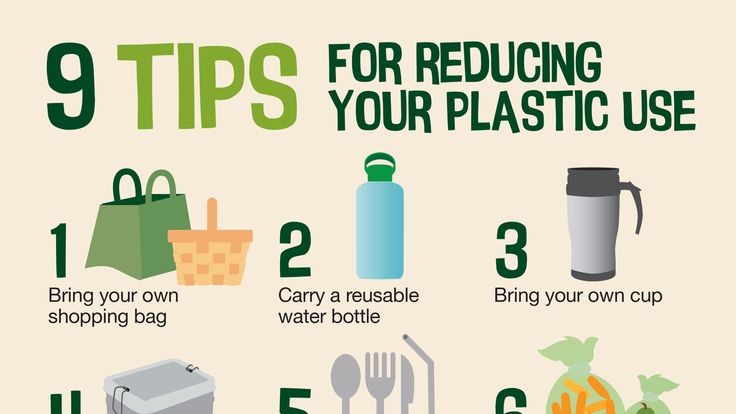 9 TIPS FOR REDUCING
YOUR PLASTIC USE
1
Bring your own
shopping bag
2
Carry a reusable
water bottle
3
Bring your own cup
4
5
6